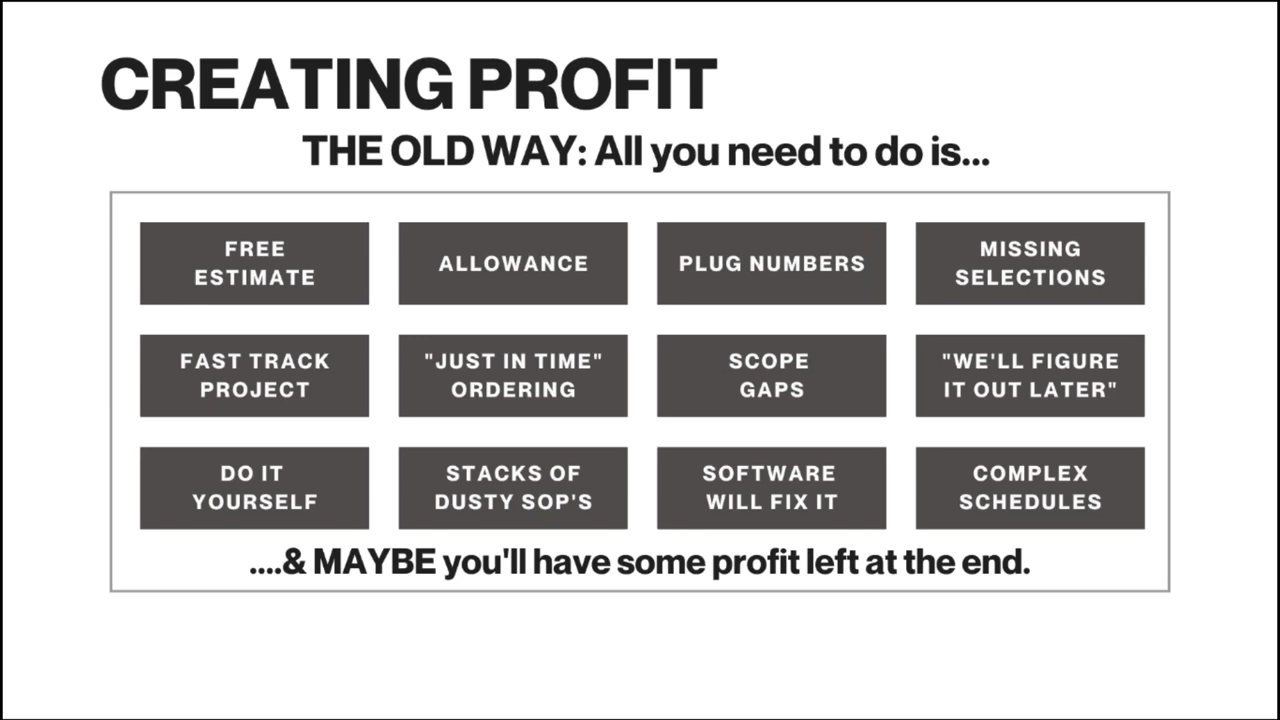 CREATING PROFIT
THE OLD WAY: All you need to do is...
FREE
ESTIMATE
ALLOWANCE
PLUG NUMBERS
MISSING
SELECTIONS
FAST TRACK
PROJECT
"JUST IN TIME"
ORDERING
SCOPE
GAPS
"WE'LL FIGURE
IT OUT LATER"
DO IT
YOURSELF
STACKS OF
DUSTY SOP'S
SOFTWARE
WILL FIX IT
COMPLEX
SCHEDULES
....& MAYBE you'll have some profit left at the end.